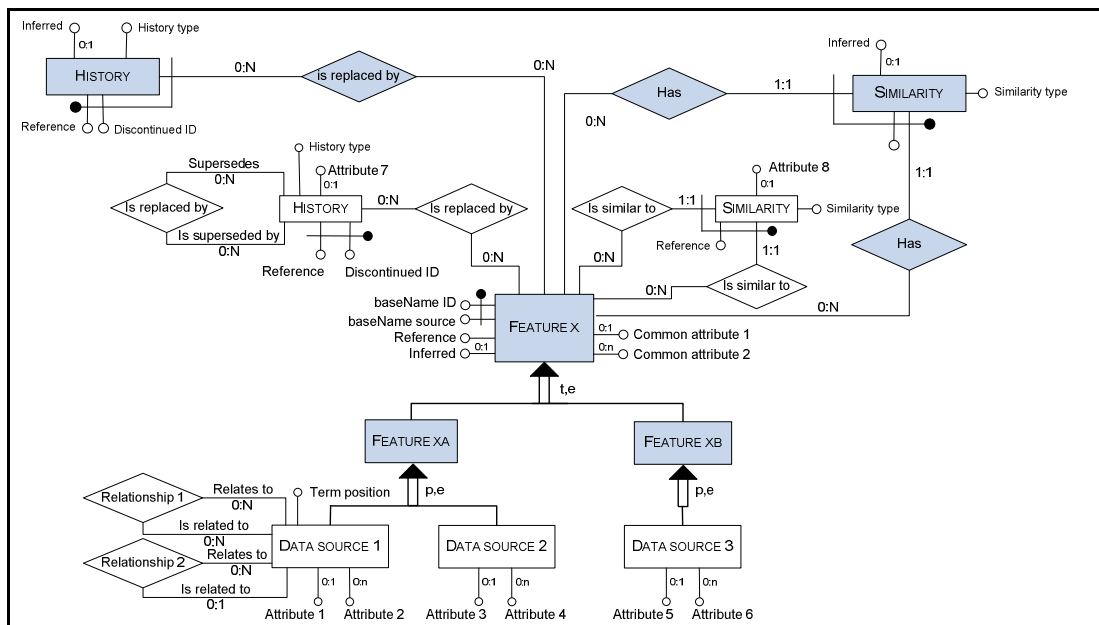 Inferred
History type
0:1
HISTORY
0:N
is replaced by
0:N
Reference
Discontinued ID
Inferred
0:1
Has
1:1
SIMILARITY
Similarity type
0:N
1:1
Has
0:N
History type
Supersedes
0:N
Attribute 7
0:1
Is replaced by
HISTORY
0:N
Is replaced by
Is superseded by
0:N
Reference
Discontinued ID
0:N
Attribute 8
0:1
Is similar to
1:1
SIMILARITY
Similarity type
Reference
1:1
0:N
Is similar to
0:N
baseName ID
baseName source
Reference
Inferred
0:1
FEATURE X
0:1
Common attribute 1
0:n
Common attribute 2
t,e
FEATURE XA
FEATURE XB
p,e
p,e
Relationship 1
Relates to
0:N
Term position
Is related to
0:N
Relationship 2
Relates to
0:N
Is related to
0:1
DATA SOURCE 1
DATA SOURCE 2
DATA SOURCE 3
0:1
0:n
0:1
0:n
0:1
0:n
Attribute 1
Attribute 2
Attribute 3
Attribute 4
Attribute 5
Attribute 6